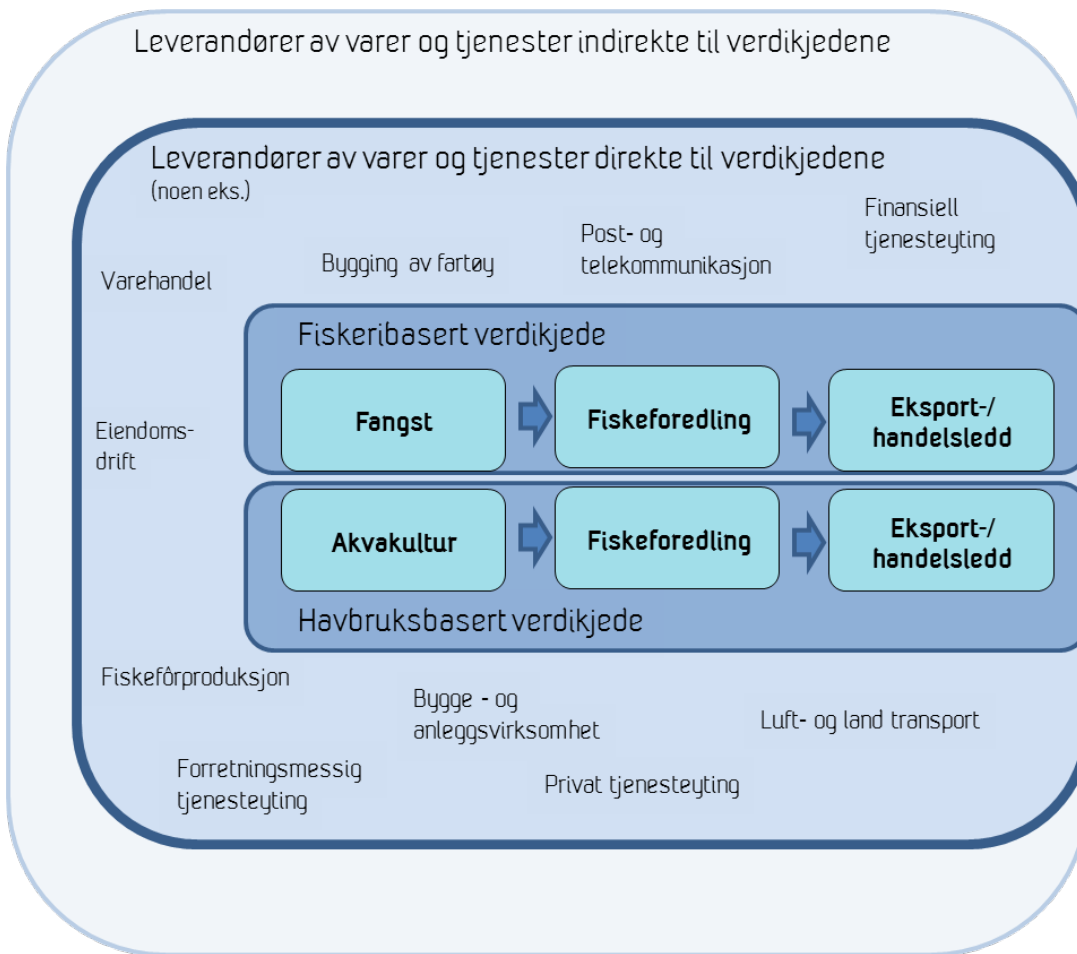 Leverandører av varer og tjenester indirekte til verdikjedene
Leverandører av varer og tjenester direkte til verdikjedene
(noen eks.)
Finansiell
tjenesteyting
Post- og
telekommunikasjon
Bygging av fartøy
Varehandel
Fiskeribasert verdikjede
Fangst
Fiskeforedling
Eksport-/
handelsledd
Eiendoms-
drift
Akvakultur
Fiskeforedling
Eksport-/
handelsledd
Havbruksbasert verdikjede
Fiskefôrproduksjon
Bygge - og
anleggsvirksomhet
Luft- og land transport
Forretningsmessig
tjenesteyting
Privat tjenesteyting